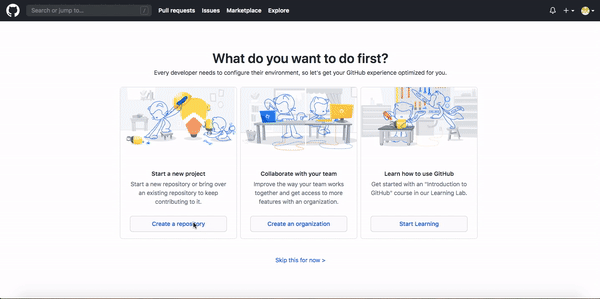 Search or jump to...
/
Pull requests Issues Marketplace Explore
What do you want to do first?
Every developer needs to configure their environment, so let's get your GitHub experience optimized for you.
Start a new project
Start a new repository or bring over
an existing repository to keep
contributing to it.
Create a repository
Collaborate with your team
Improve the way your team works
together and get access to more
features with an organization.
Create an organization
Learn how to use GitHub
Get started with an "Introduction to
GitHub" course in our Learning Lab.
Start Learning
Skip this for now >